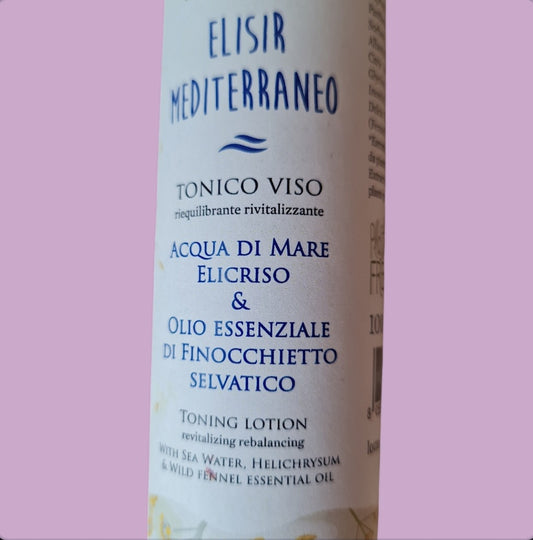 ELISIR
MEDITERRANEO
TONICO VISO
riequilibrante rivitalizzante
ACQUA DI MARE
ELICRISO
&
OLIO ESSENZIALE
DI FINOCCHIETTO
SELVATICO
TONING LOTION
revitalizing rebalancing
WITH SEA WATER, HELICHRYSUM
& WILD FENNEL ESSENTIAL OIL